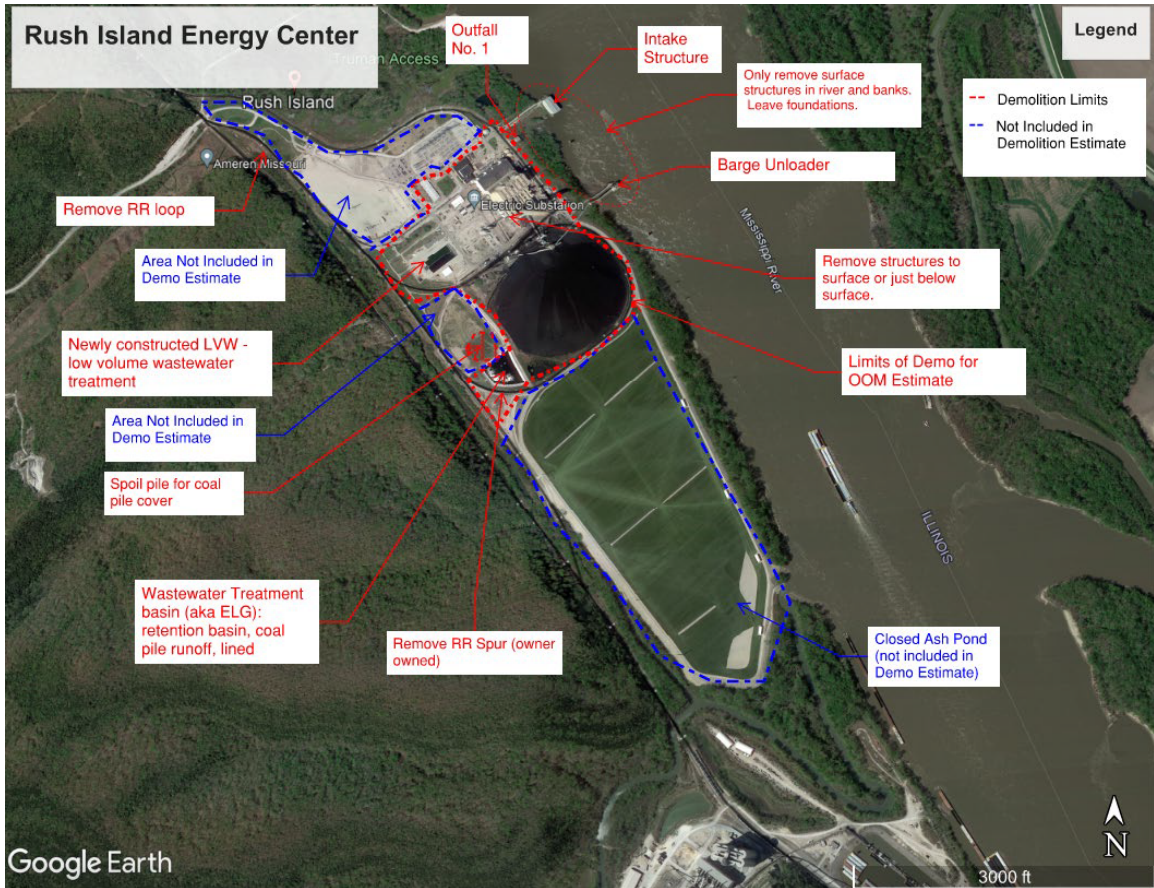 Rush Island Energy Center
Truman Access
Rush Island
Ameren Missouri
Electric Substation
Mississippi River
ILLINOIS
Outfall
No. 1
Intake
Structure
Only remove surface
structures in river and banks.
Leave foundations.
Barge Unloader
Legend
Demolition Limits
Not Included in
Demolition Estimate
Remove RR loop
Area Not Included in
Demo Estimate
Remove structures to
surface or just below
surface.
Newly constructed LVW -
low volume wastewater
treatment
Limits of Demo for
OOM Estimate
Area Not Included in
Demo Estimate
Spoil pile for coal
pile cover
Wastewater Treatment
basin (aka ELG):
retention basin, coal
pile runoff, lined
Remove RR Spur (owner
owned)
Closed Ash Pond
(not included in
Demo Estimate)
N
Google Earth
3000 ft